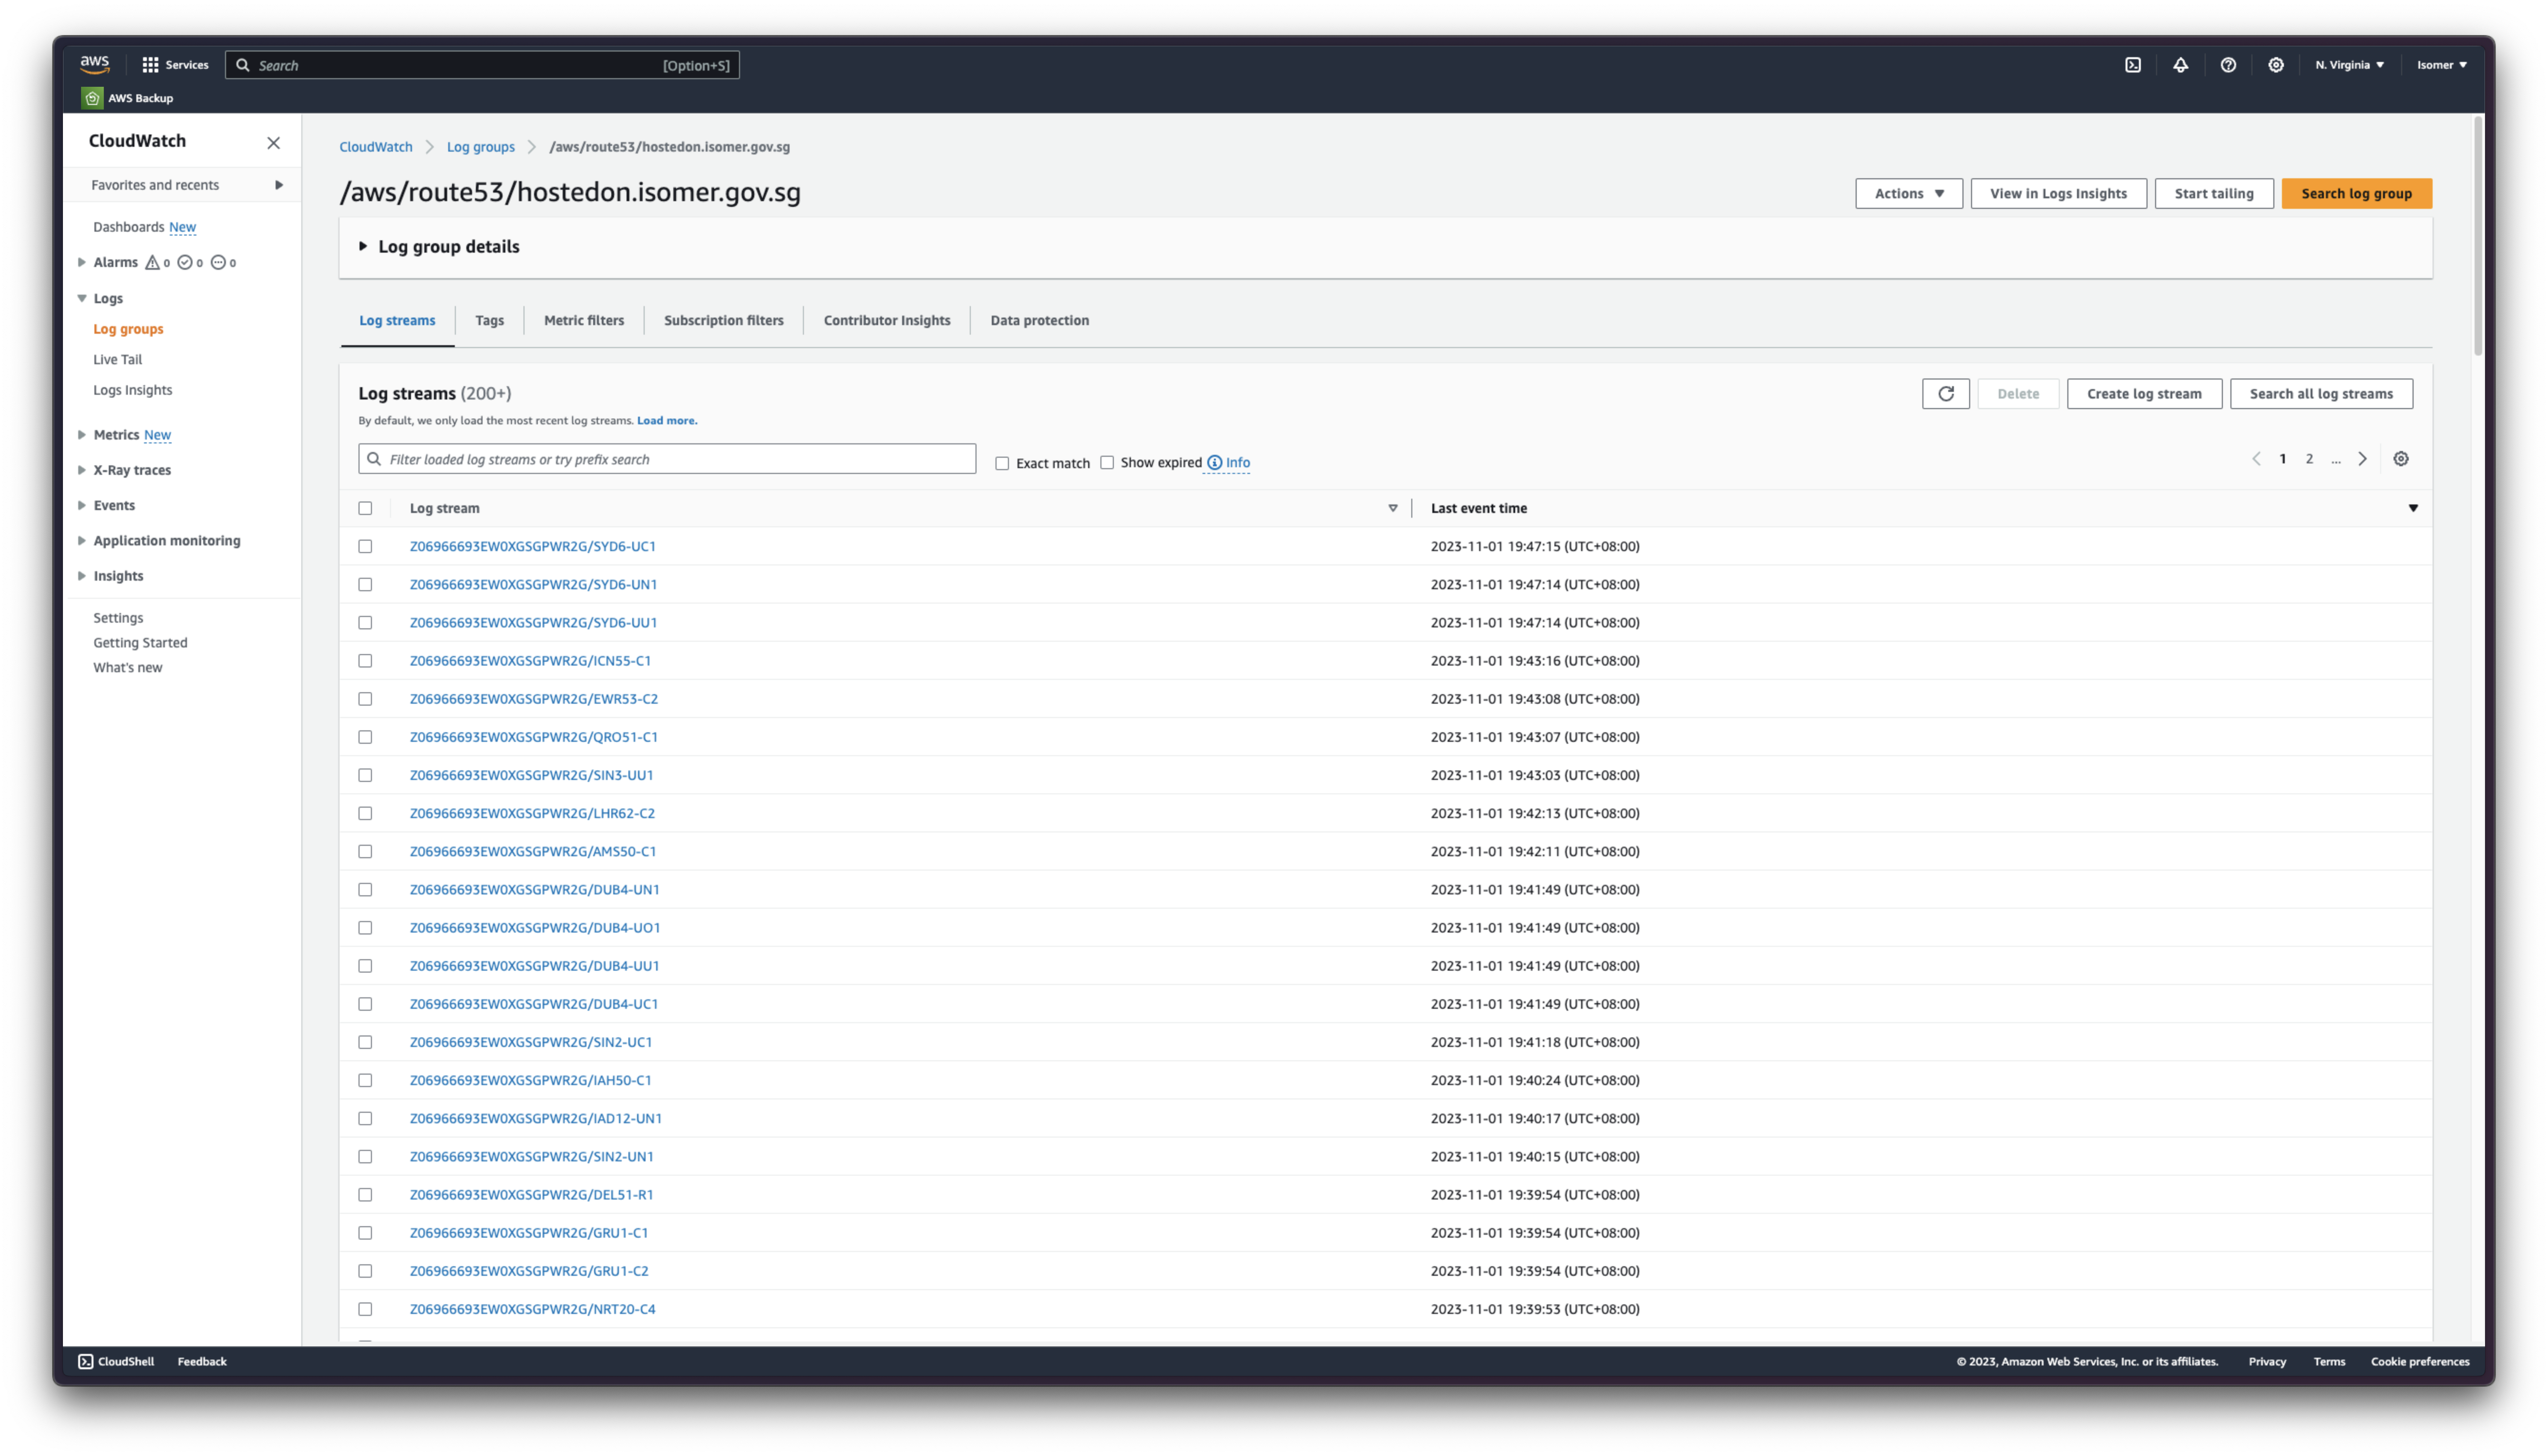 aws
Services
Search [Option+S]
N. Virginia
Isomer
AWS Backup
CloudWatch
Favorites and recents
Dashboards New
Alarms 0 0 0
Logs
Log groups
Live Tail
Logs Insights
Metrics New
X-Ray traces
Events
Application monitoring
Insights
Settings
Getting Started
What's new
CloudWatch Log groups /aws/route53/hostedon.isomer.gov.sg
/aws/route53/hostedon.isomer.gov.sg
Actions View in Logs Insights Start tailing Search log group
Log group details
Log streams Tags Metric filters Subscription filters Contributor Insights Data protection
Log streams (200+)
Delete Create log stream Search all log streams
By default, we only load the most recent log streams. Load more.
Filter loaded log streams or try prefix search Exact match Show expired Info 1 2 ...
Log stream Last event time
Z06966693EW0XGSGPWR2G/SYD6-UC1 2023-11-01 19:47:15 (UTC+08:00)
Z06966693EW0XGSGPWR2G/SYD6-UN1 2023-11-01 19:47:14 (UTC+08:00)
Z06966693EW0XGSGPWR2G/SYD6-UU1 2023-11-01 19:47:14 (UTC+08:00)
Z06966693EW0XGSGPWR2G/ICN55-C1 2023-11-01 19:43:16 (UTC+08:00)
Z06966693EW0XGSGPWR2G/EWR53-C2 2023-11-01 19:43:08 (UTC+08:00)
Z06966693EW0XGSGPWR2G/QRO51-C1 2023-11-01 19:43:07 (UTC+08:00)
Z06966693EW0XGSGPWR2G/SIN3-UU1 2023-11-01 19:43:03 (UTC+08:00)
Z06966693EW0XGSGPWR2G/LHR62-C2 2023-11-01 19:42:13 (UTC+08:00)
Z06966693EW0XGSGPWR2G/AMS50-C1 2023-11-01 19:42:11 (UTC+08:00)
Z06966693EW0XGSGPWR2G/DUB4-UN1 2023-11-01 19:41:49 (UTC+08:00)
Z06966693EW0XGSGPWR2G/DUB4-UO1 2023-11-01 19:41:49 (UTC+08:00)
Z06966693EW0XGSGPWR2G/DUB4-UU1 2023-11-01 19:41:49 (UTC+08:00)
Z06966693EW0XGSGPWR2G/DUB4-UC1 2023-11-01 19:41:49 (UTC+08:00)
Z06966693EW0XGSGPWR2G/SIN2-UC1 2023-11-01 19:41:18 (UTC+08:00)
Z06966693EW0XGSGPWR2G/IAH50-C1 2023-11-01 19:40:24 (UTC+08:00)
Z06966693EW0XGSGPWR2G/IAD12-UN1 2023-11-01 19:40:17 (UTC+08:00)
Z06966693EW0XGSGPWR2G/SIN2-UN1 2023-11-01 19:40:15 (UTC+08:00)
Z06966693EW0XGSGPWR2G/DEL51-R1 2023-11-01 19:39:54 (UTC+08:00)
Z06966693EW0XGSGPWR2G/GRU1-C1 2023-11-01 19:39:54 (UTC+08:00)
Z06966693EW0XGSGPWR2G/GRU1-C2 2023-11-01 19:39:54 (UTC+08:00)
Z06966693EW0XGSGPWR2G/NRT20-C4 2023-11-01 19:39:53 (UTC+08:00)
CloudShell Feedback © 2023, Amazon Web Services, Inc. or its affiliates. Privacy Terms Cookie preferences